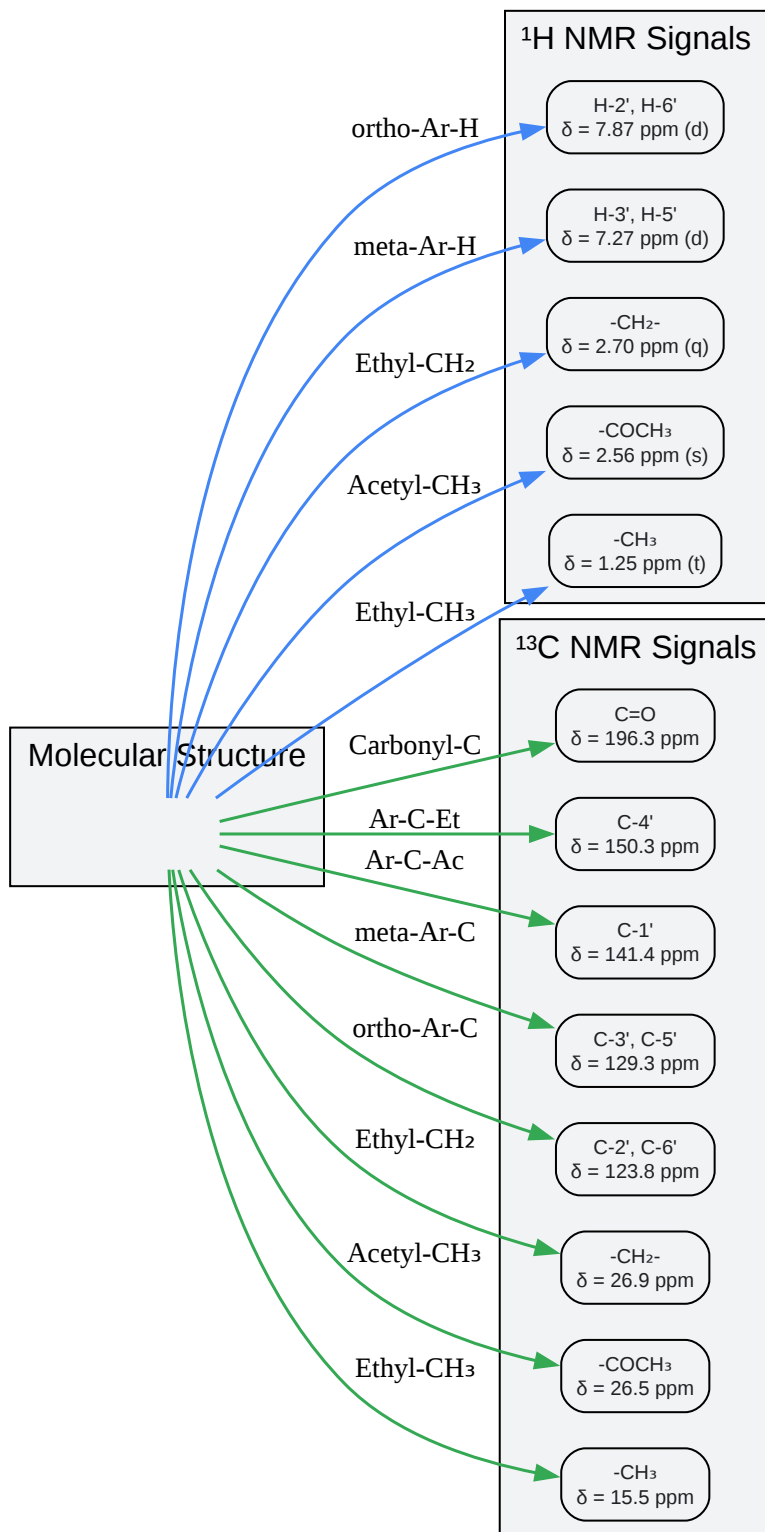 ¹H NMR Signals
H-2', H-6'
δ = 7.87 ppm (d)
ortho-Ar-H
H-3', H-5'
δ = 7.27 ppm (d)
meta-Ar-H
-CH₂-
δ = 2.70 ppm (q)
Ethyl-CH₂
-COCH₃
δ = 2.56 ppm (s)
Acetyl-CH₃
-CH₃
δ = 1.25 ppm (t)
Ethyl-CH₃
¹³C NMR Signals
Molecular Structure
C=O
δ = 196.3 ppm
Carbonyl-C
C-4'
δ = 150.3 ppm
Ar-C-Et
Ar-C-Ac
C-1'
δ = 141.4 ppm
meta-Ar-C
C-3', C-5'
δ = 129.3 ppm
ortho-Ar-C
C-2', C-6'
δ = 123.8 ppm
Ethyl-CH₂
-CH₂-
δ = 26.9 ppm
Acetyl-CH₃
-COCH₃
δ = 26.5 ppm
Ethyl-CH₃
-CH₃
δ = 15.5 ppm